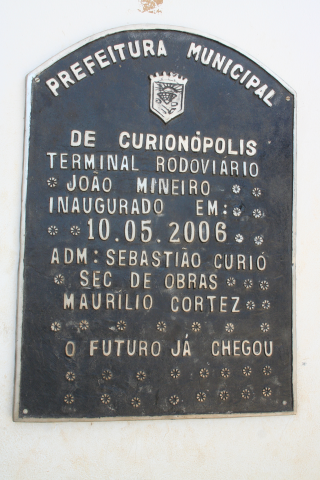 PREFEITURA MUNICIPAL
DE CURIONÓPOLIS
TERMINAL RODOVIÁRIO
JOÃO MINEIRO
INAUGURADO EM:
10.05.2006
ADM: SEBASTIÃO CURIÓ
SEC DE OBRAS
MAURÍLIO CORTEZ
O FUTURO JÁ CHEGOU